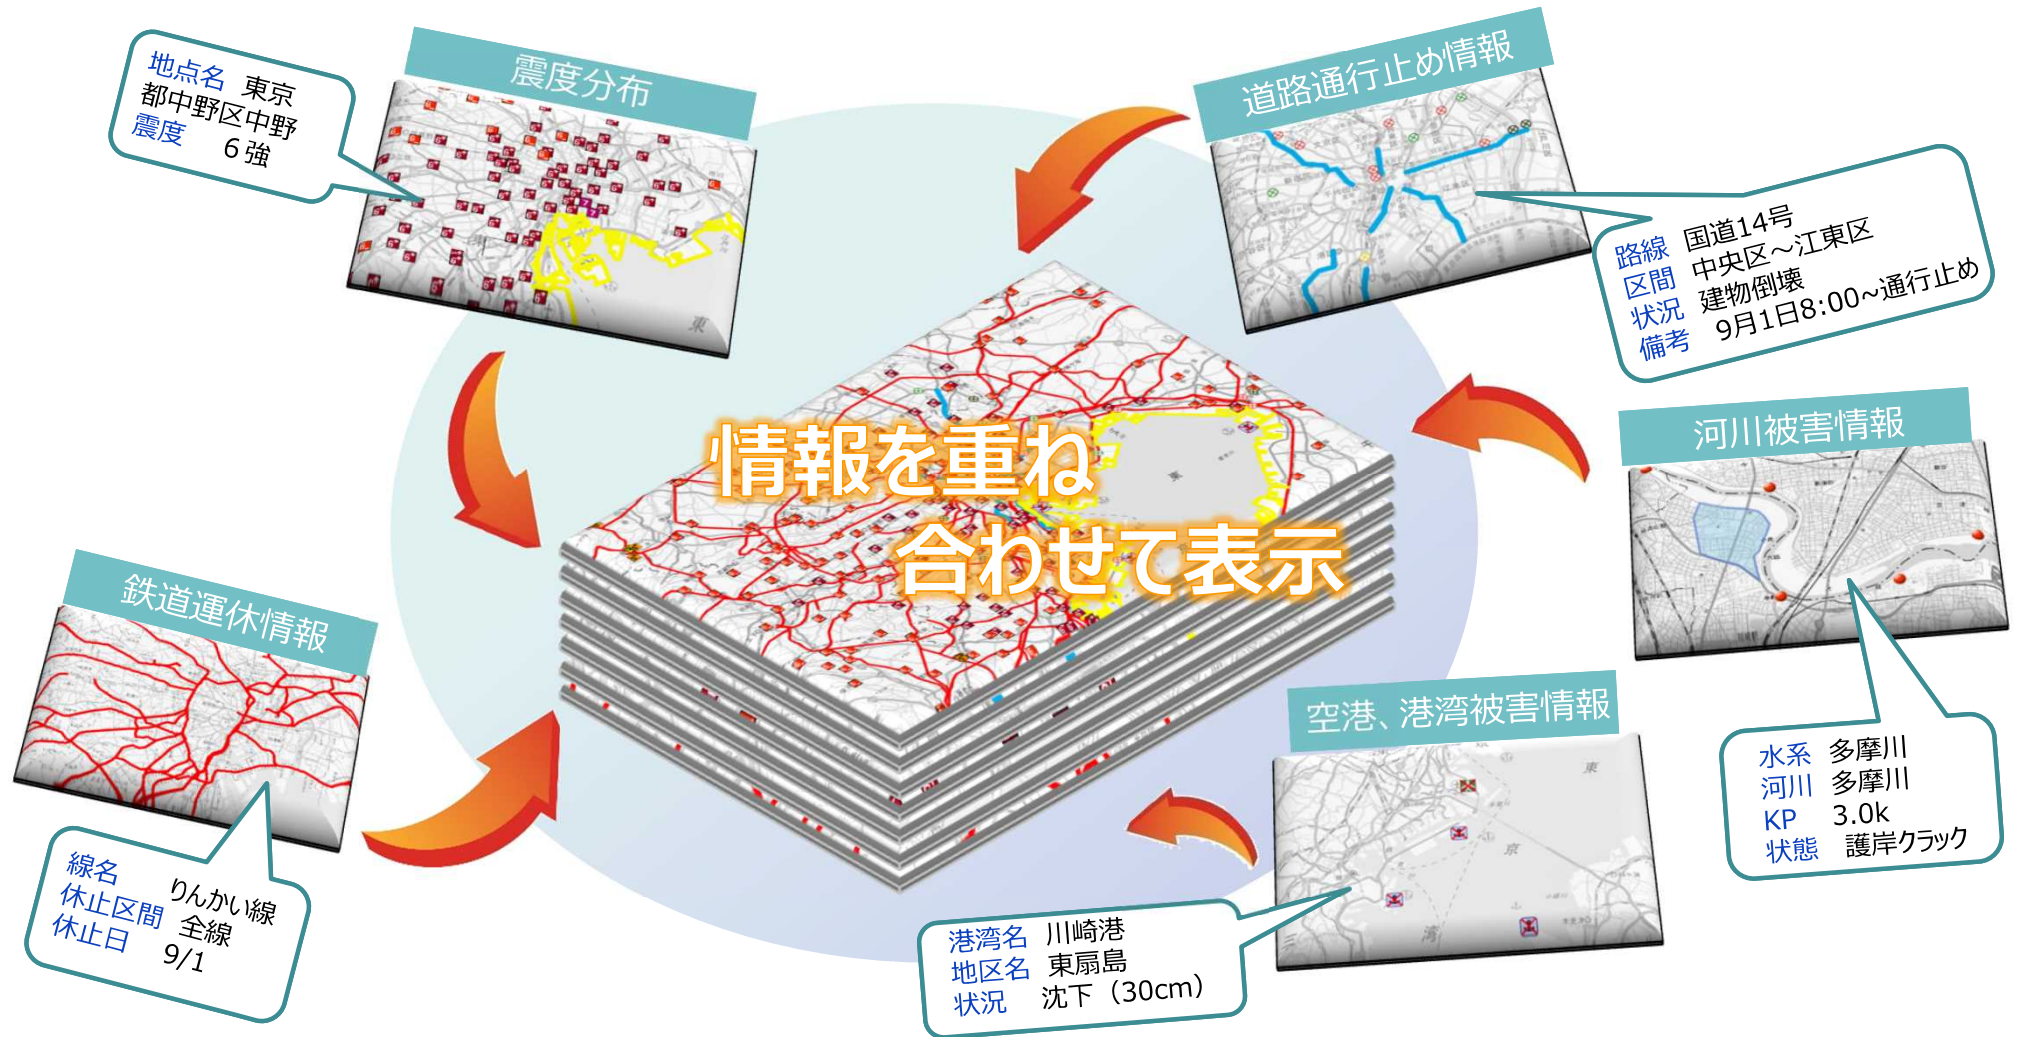 震度分布
地点名 東京
都中野区中野
震度 6強
道路通行止め情報
路線 国道14号
区間 中央区～江東区
状況 建物倒壊
備考 9月1日8:00~通行止め
情報を重ね
合わせて表示
河川被害情報
水系 多摩川
河川 多摩川
KP 3.0k
状態 護岸クラック
鉄道運休情報
線名 りんかい線
休止区間 全線
休止日 9/1
空港、港湾被害情報
東
京
湾
港湾名 川崎港
地区名 東扇島
状況 沈下（30cm）